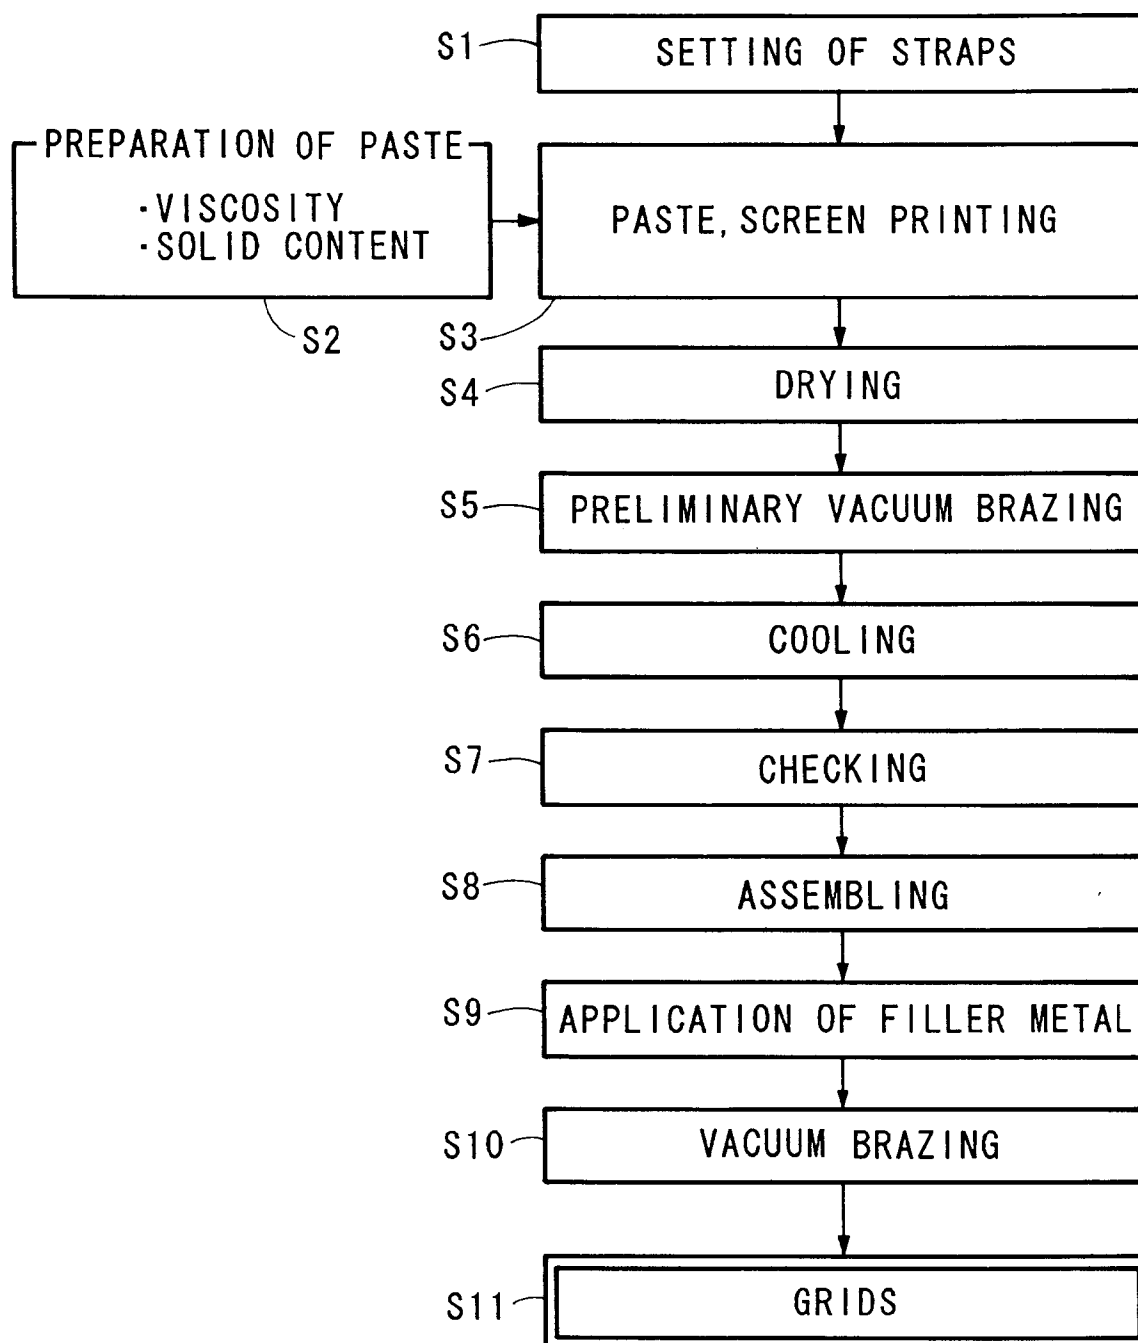 S1
SETTING OF STRAPS
PREPARATION OF PASTE
·VISCOSITY
·SOLID CONTENT
S2
PASTE, SCREEN PRINTING
S3
S4
DRYING
S5
PRELIMINARY VACUUM BRAZING
S6
COOLING
S7
CHECKING
S8
ASSEMBLING
S9
APPLICATION OF FILLER METAL
S10
VACUUM BRAZING
S11
GRIDS